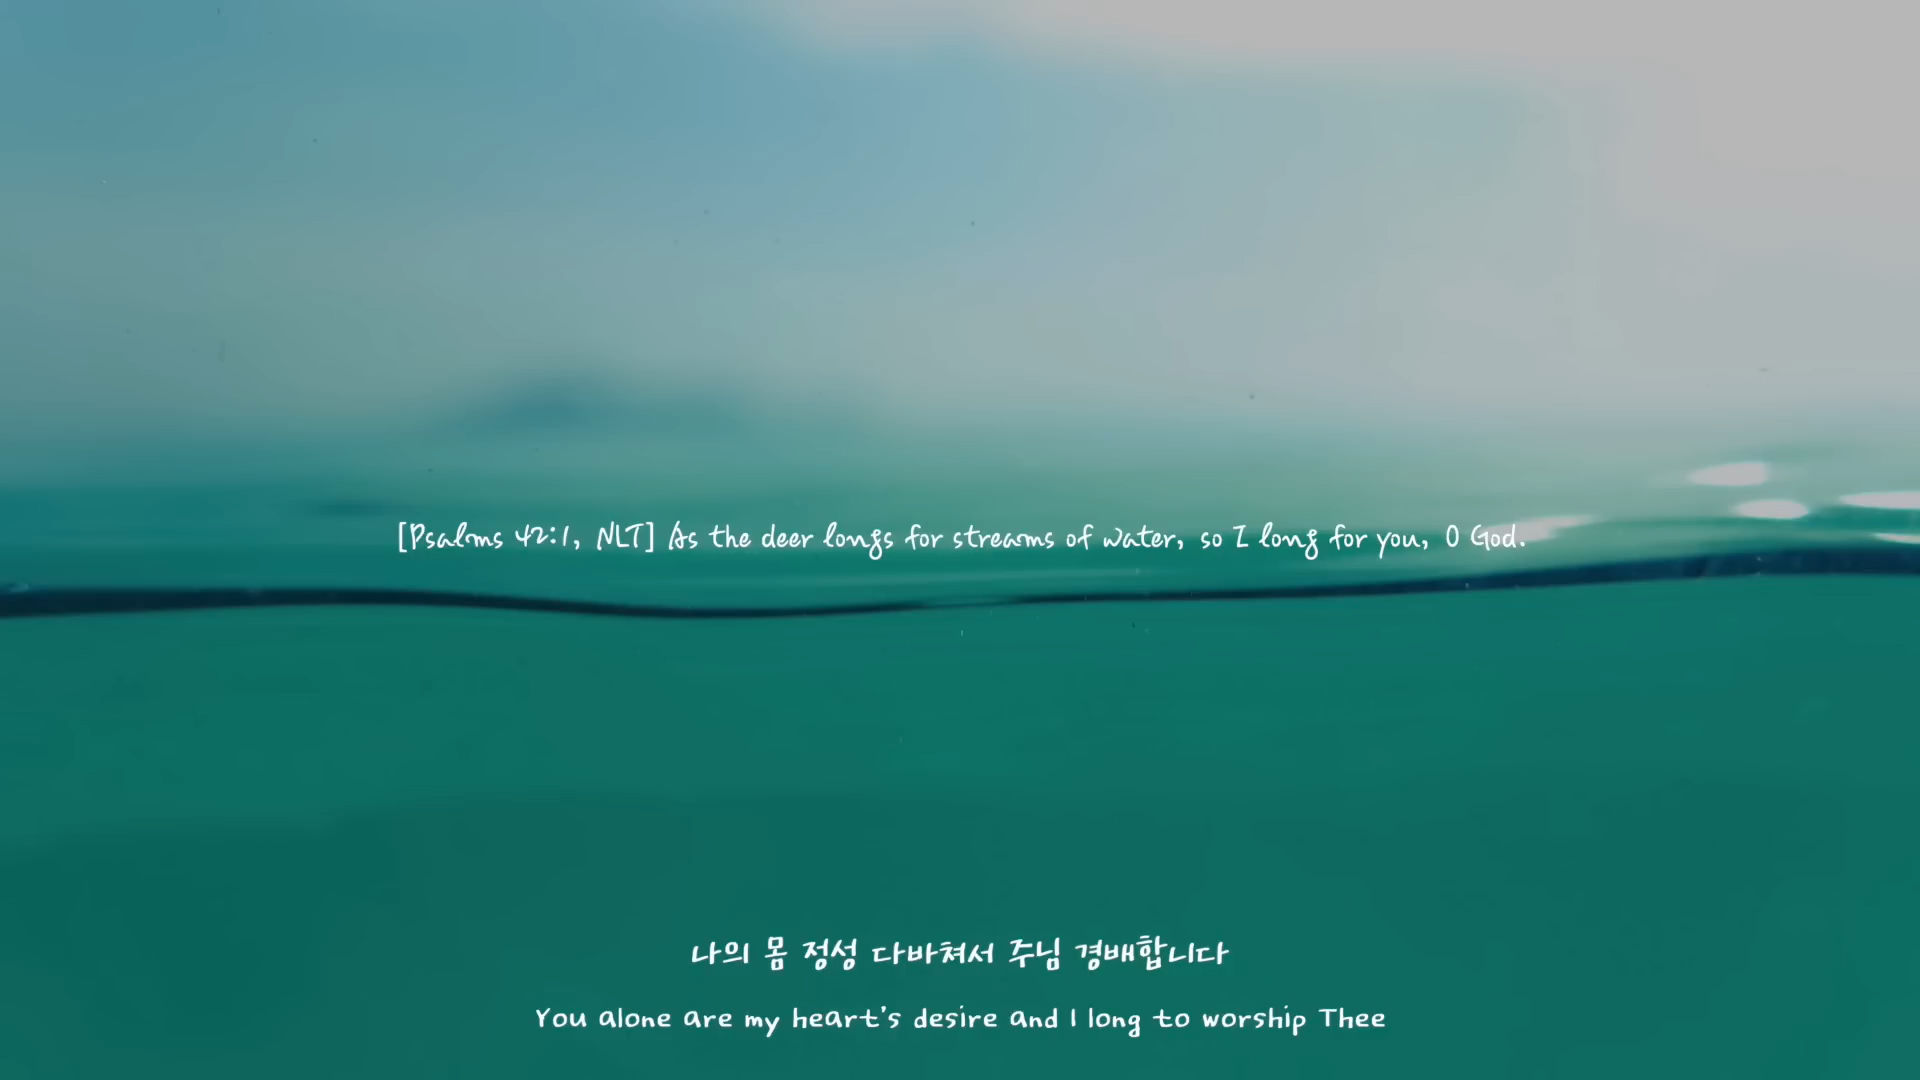 [Psalms 42:1, NLT] As the deer longs for streams of water, so I long for you, O God.
나의 몸 정성 다바쳐서 주님 경배합니다
You alone are my heart's desire and I long to worship Thee